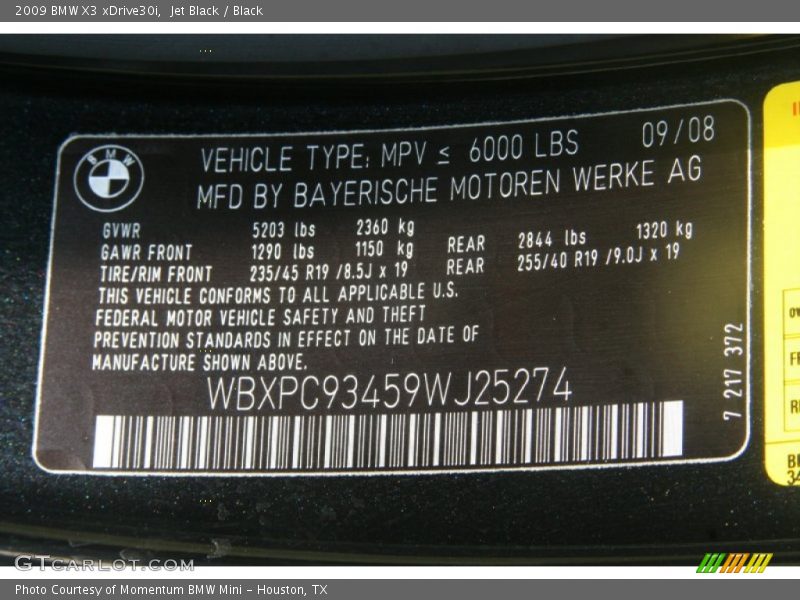 2009 BMW X3 xDrive30i,  Jet Black / Black
BMW
VEHICLE TYPE: MPV ≤ 6000 LBS 09/08
MFD BY BAYERISCHE MOTOREN WERKE AG
GVWR 5203 lbs 2360 kg
GAWR FRONT 1290 lbs 1150 kg REAR 2844 lbs 1320 kg
TIRE/RIM FRONT 235/45 R19 /8.5J x 19 REAR 255/40 R19 /9.0J x 19
THIS VEHICLE CONFORMS TO ALL APPLICABLE U.S.
FEDERAL MOTOR VEHICLE SAFETY AND THEFT
PREVENTION STANDARDS IN EFFECT ON THE DATE OF
MANUFACTURE SHOWN ABOVE.
WBXPC93459WJ25274
7 217 372
GTCARLOT.COM
Photo Courtesy of Momentum BMW Mini - Houston, TX